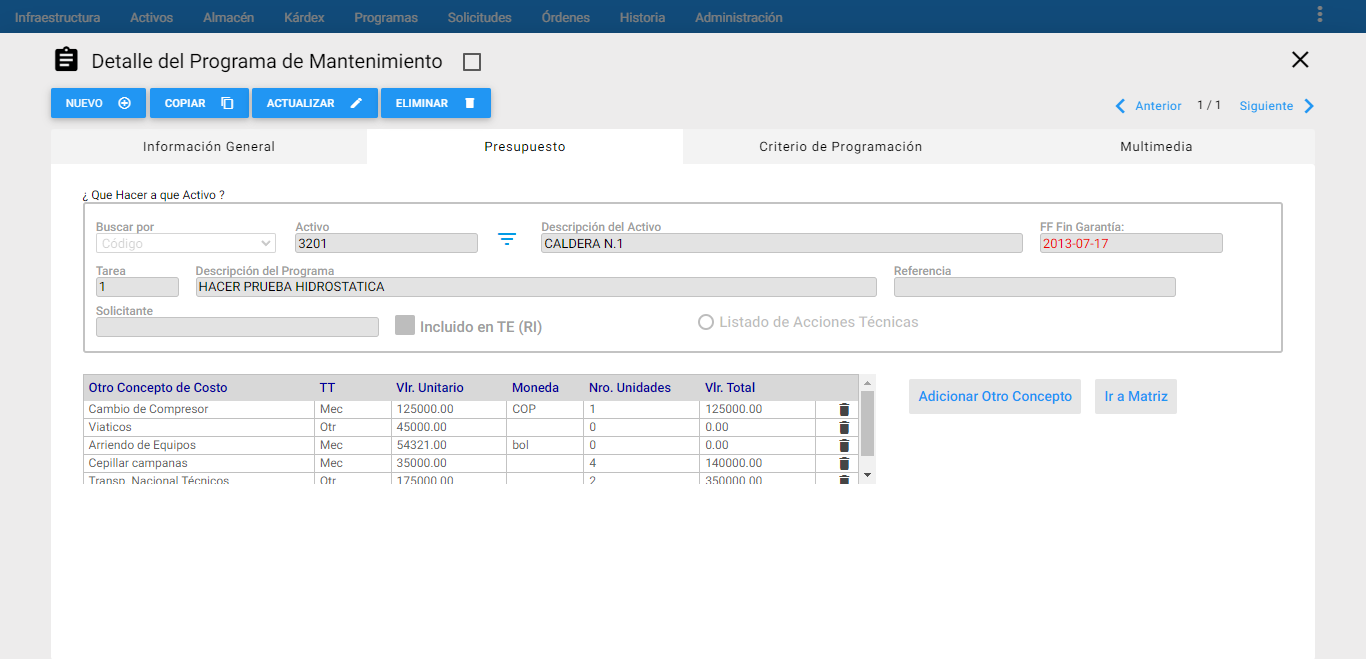 Infraestructura Activos Almacén Kárdex Programas Solicitudes Órdenes Historia Administración
Detalle del Programa de Mantenimiento
NUEVO COPIAR ACTUALIZAR ELIMINAR
Anterior 1 / 1 Siguiente
Información General Presupuesto Criterio de Programación Multimedia
¿ Que Hacer a que Activo ?
Buscar por Activo Descripción del Activo FF Fin Garantía:
Código 3201 CALDERA N.1 2013-07-17
Tarea Descripción del Programa Referencia
1 HACER PRUEBA HIDROSTATICA
Solicitante
Incluido en TE (RI) Listado de Acciones Técnicas
Otro Concepto de Costo TT Vlr. Unitario Moneda Nro. Unidades Vlr. Total
Cambio de Compresor Mec 125000.00 COP 1 125000.00
Viaticos Otr 45000.00 0 0.00
Arriendo de Equipos Mec 54321.00 bol 0 0.00
Cepillar campanas Mec 35000.00 4 140000.00
Transp. Nacional Técnicos Otr 175000.00 2 350000.00
Adicionar Otro Concepto Ir a Matriz